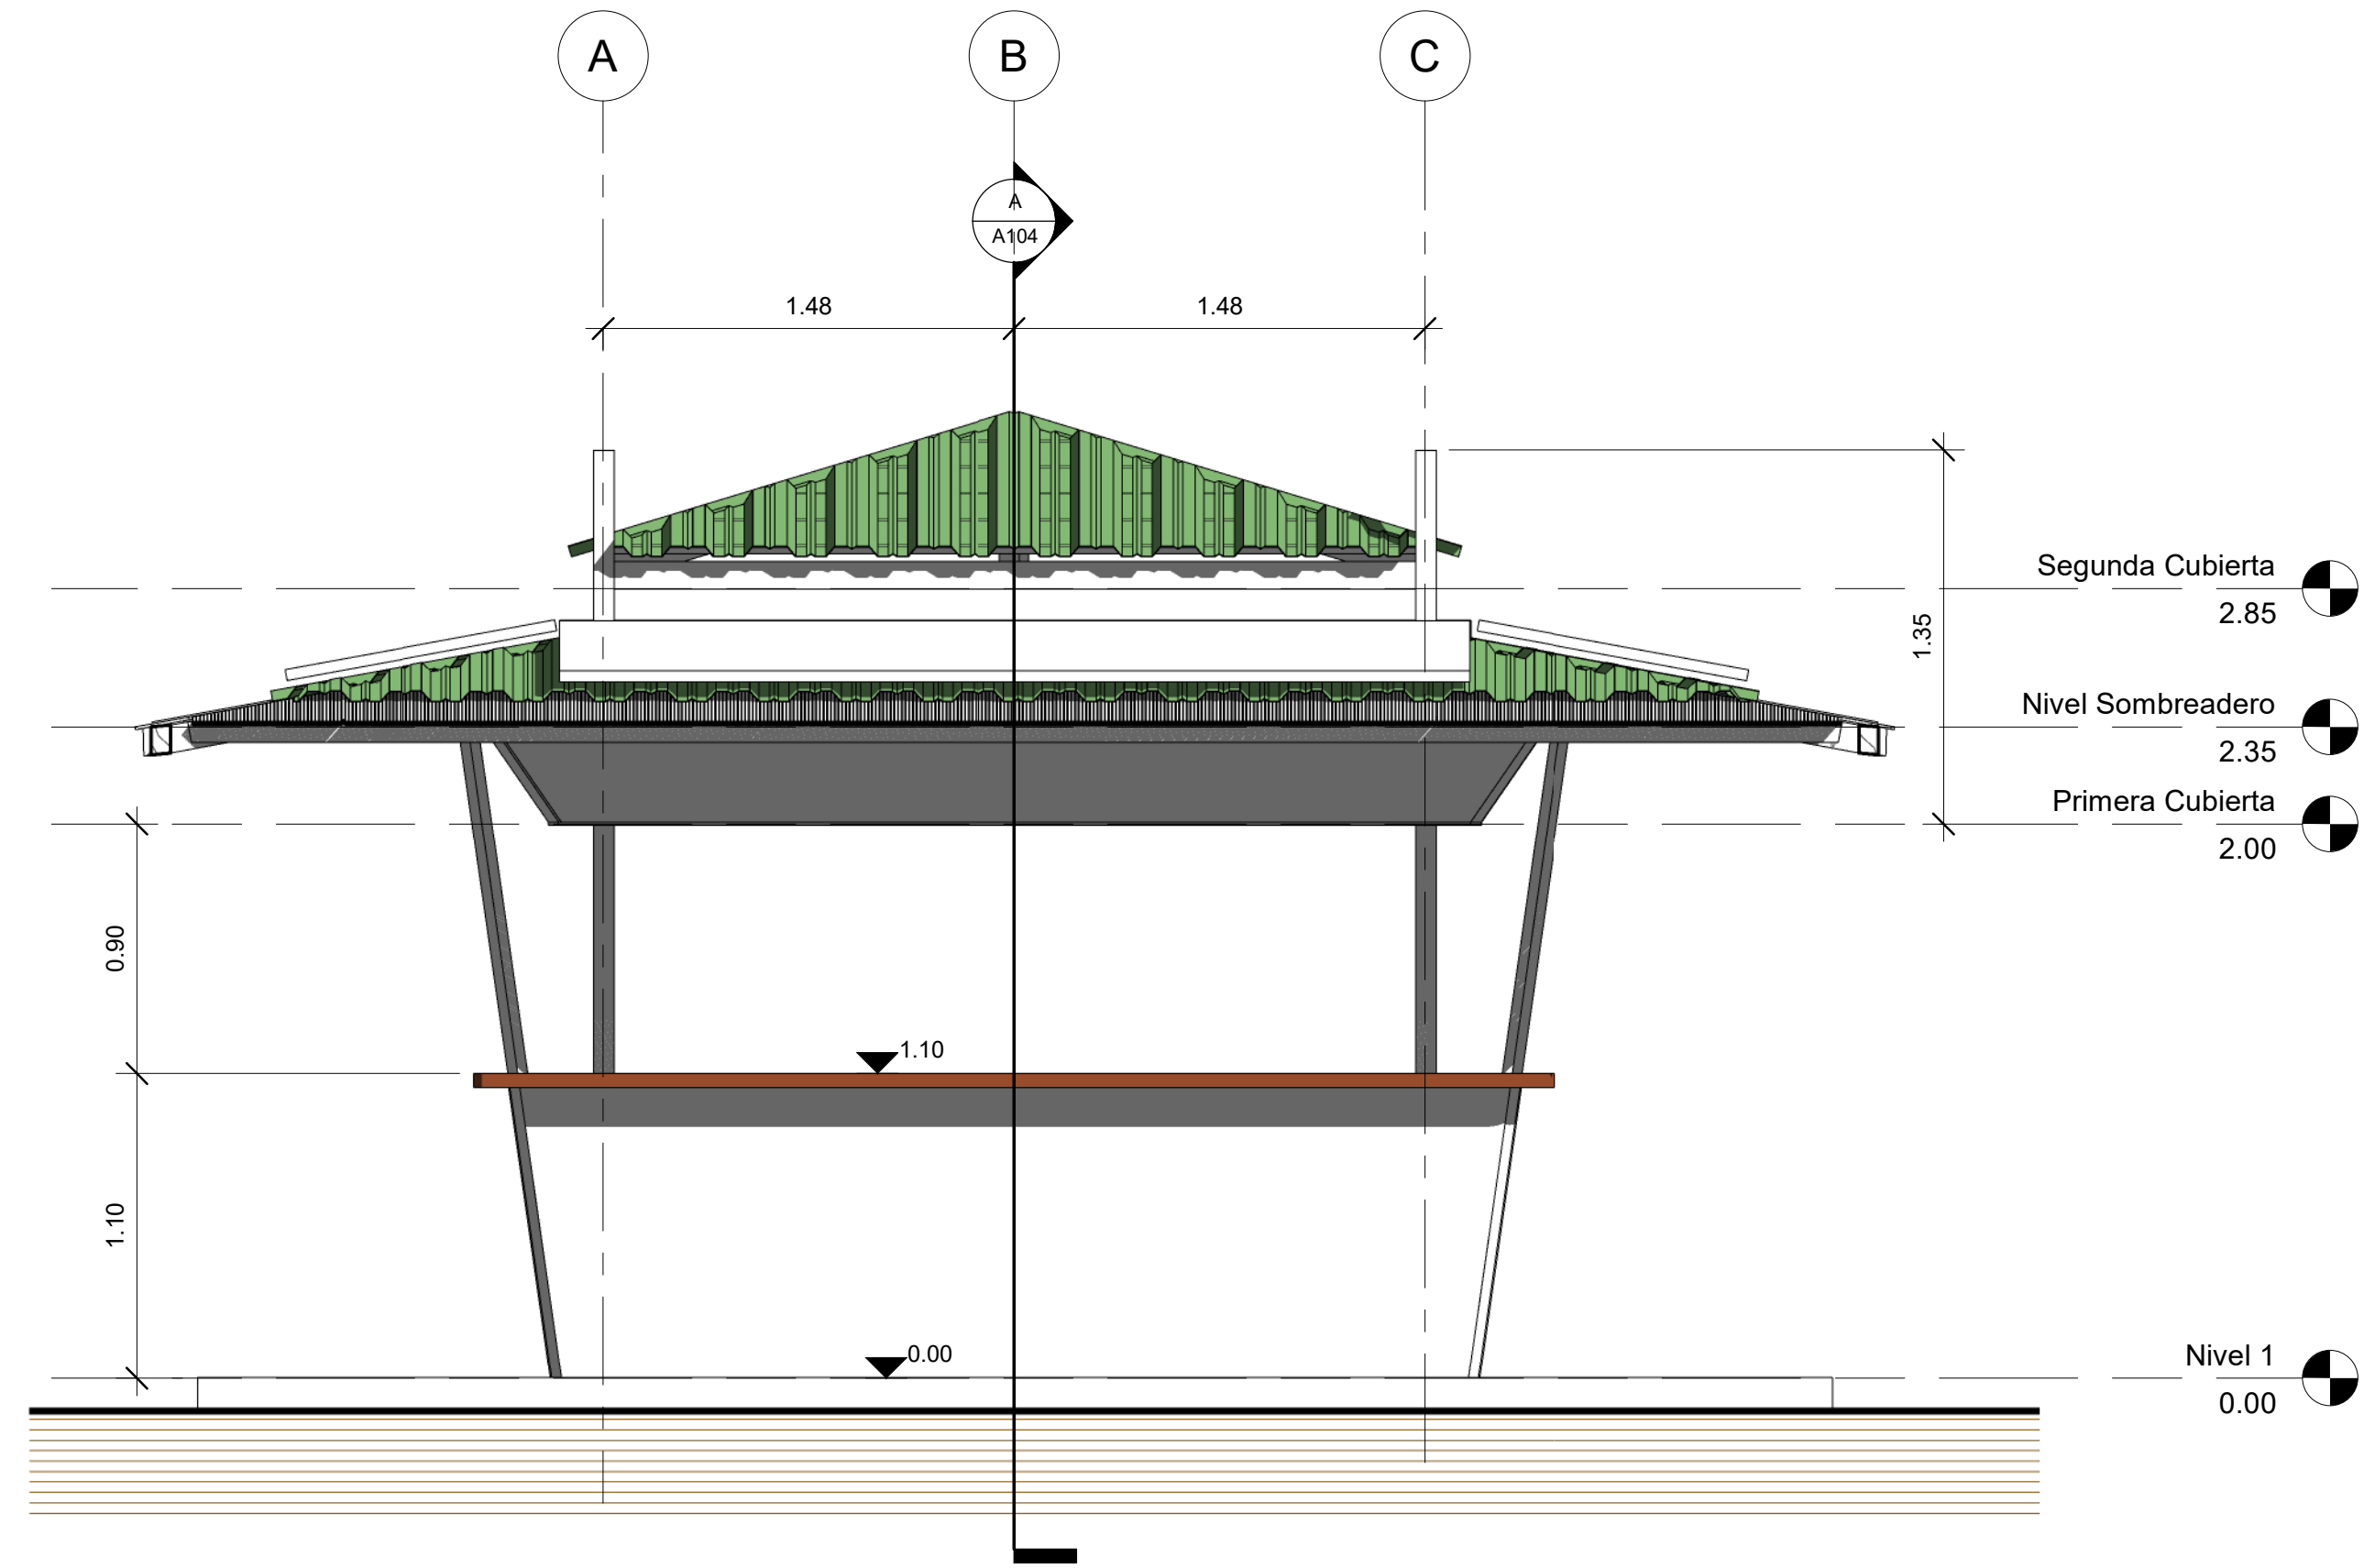 A
B
C
A
A104
1.48
1.48
Segunda Cubierta
2.85
1.35
Nivel Sombreadero
2.35
Primera Cubierta
2.00
0.90
1.10
1.10
0.00
Nivel 1
0.00